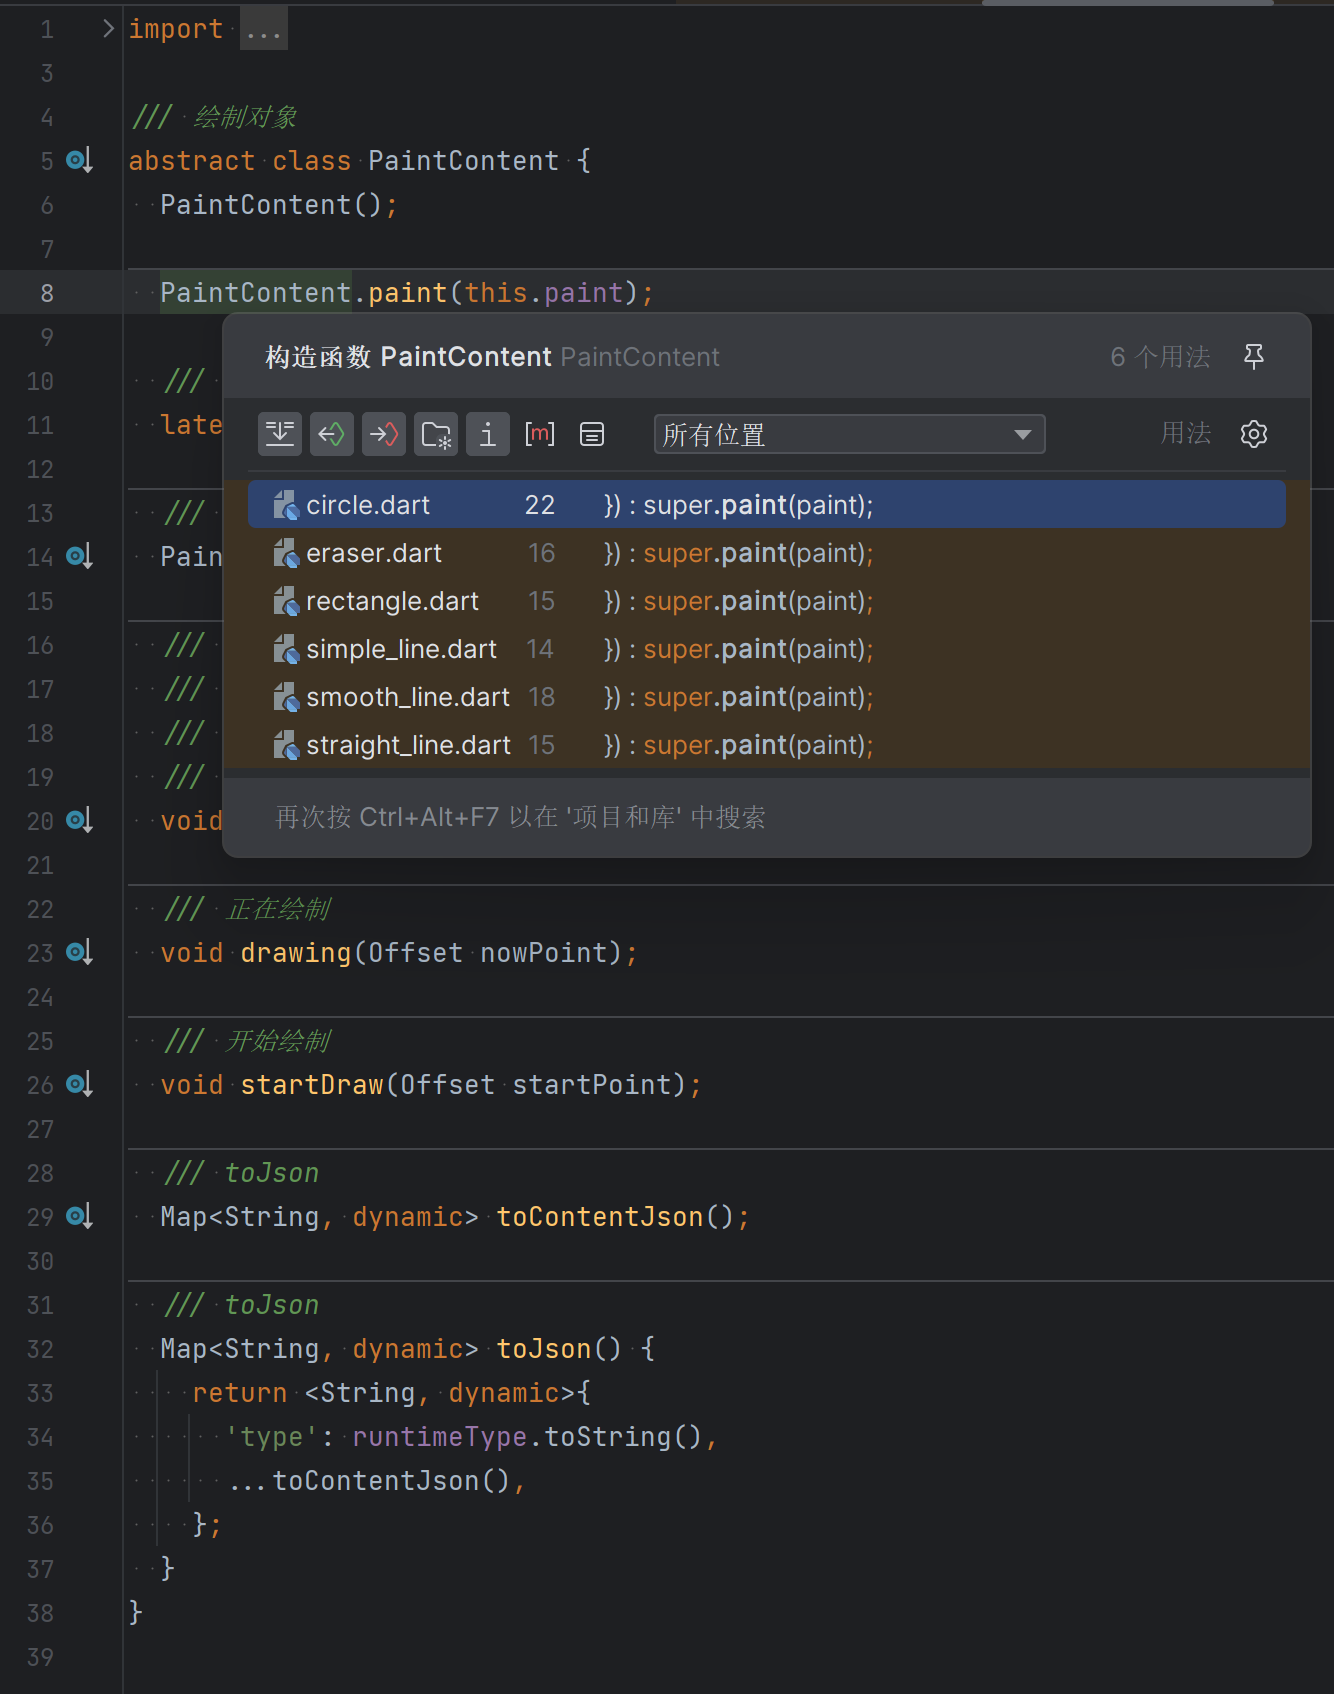 1 import ...
3
4 /// 绘制对象
5 abstract class PaintContent {
6 PaintContent();
7
8 PaintContent.paint(this.paint);
9
构造函数 PaintContent PaintContent 6 个用法
10 ///
11 late
[m] 所有位置 用法
12
13 ///
circle.dart 22 }) : super.paint(paint);
14 Pain
eraser.dart 16 }) : super.paint(paint);
15
rectangle.dart 15 }) : super.paint(paint);
16 ///
simple_line.dart 14 }) : super.paint(paint);
17 ///
smooth_line.dart 18 }) : super.paint(paint);
18 ///
straight_line.dart 15 }) : super.paint(paint);
19 ///
20 void
再次按 Ctrl+Alt+F7 以在 '项目和库' 中搜索
21
22 /// 正在绘制
23 void drawing(Offset nowPoint);
24
25 /// 开始绘制
26 void startDraw(Offset startPoint);
27
28 /// toJson
29 Map<String, dynamic> toContentJson();
30
31 /// toJson
32 Map<String, dynamic> toJson() {
33 return <String, dynamic>{
34 'type': runtimeType.toString(),
35 ...toContentJson(),
36 };
37 }
38 }
39